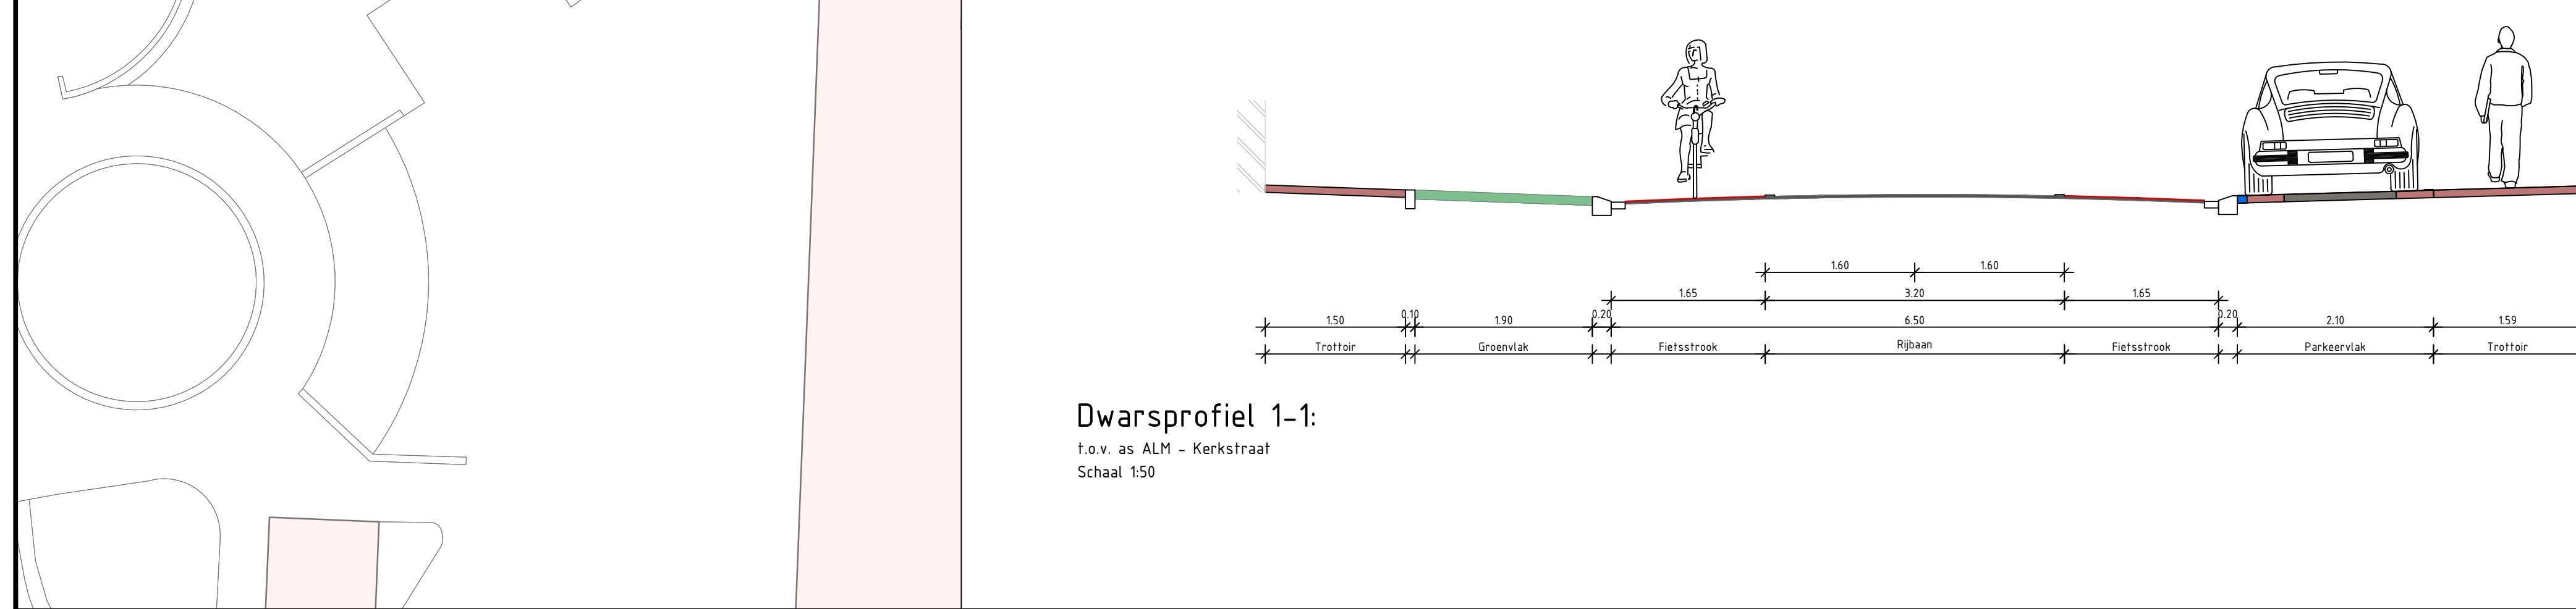 1.60 1.60
1.65 3.20 1.65
0.10 0.20 0.20
1.50 1.90 6.50 2.10 1.59
Trottoir Groenvlak Fietsstrook Rijbaan Fietsstrook Parkeervlak Trottoir
Dwarsprofiel 1-1:
t.o.v. as ALM - Kerkstraat
Schaal 1:50